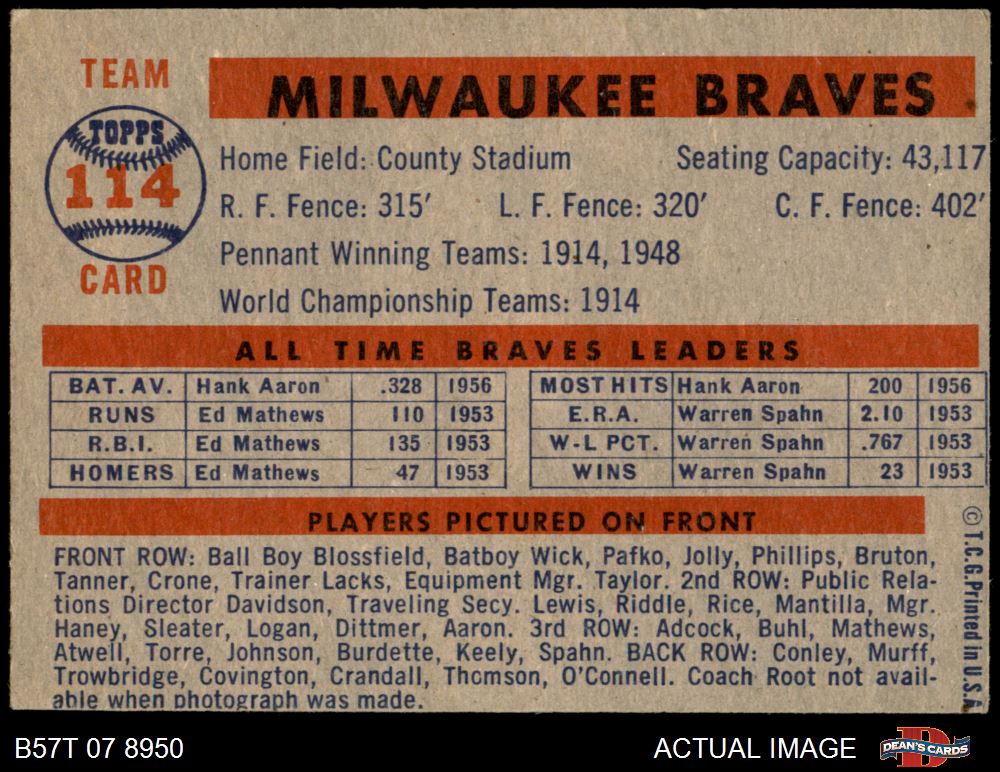 TEAM
TOPPS
114
CARD
MILWAUKEE BRAVES
Home Field: County Stadium Seating Capacity: 43,117
R. F. Fence: 315′ L. F. Fence: 320′ C. F. Fence: 402′
Pennant Winning Teams: 1914, 1948
World Championship Teams: 1914
ALL TIME BRAVES LEADERS
BAT. AV. Hank Aaron .328 1956 MOST HITS Hank Aaron 200 1956
RUNS Ed Mathews 110 1953 E.R.A. Warren Spahn 2.10 1953
R.B.I. Ed Mathews 135 1953 W-L PCT. Warren Spahn .767 1953
HOMERS Ed Mathews 47 1953 WINS Warren Spahn 23 1953
PLAYERS PICTURED ON FRONT
FRONT ROW: Ball Boy Blossfield, Batboy Wick, Pafko, Jolly, Phillips, Bruton,
Tanner, Crone, Trainer Lacks, Equipment Mgr. Taylor. 2nd ROW: Public Rela-
tions Director Davidson, Traveling Secy. Lewis, Riddle, Rice, Mantilla, Mgr.
Haney, Sleater, Logan, Dittmer, Aaron. 3rd ROW: Adcock, Buhl, Mathews,
Atwell, Torre, Johnson, Burdette, Keely, Spahn. BACK ROW: Conley, Murff,
Trowbridge, Covington, Crandall, Thomson, O'Connell. Coach Root not avail-
able when photograph was made.
© T.C.G. Printed in U.S.A
B57T 07 8950 ACTUAL IMAGE DEAN'S CARDS